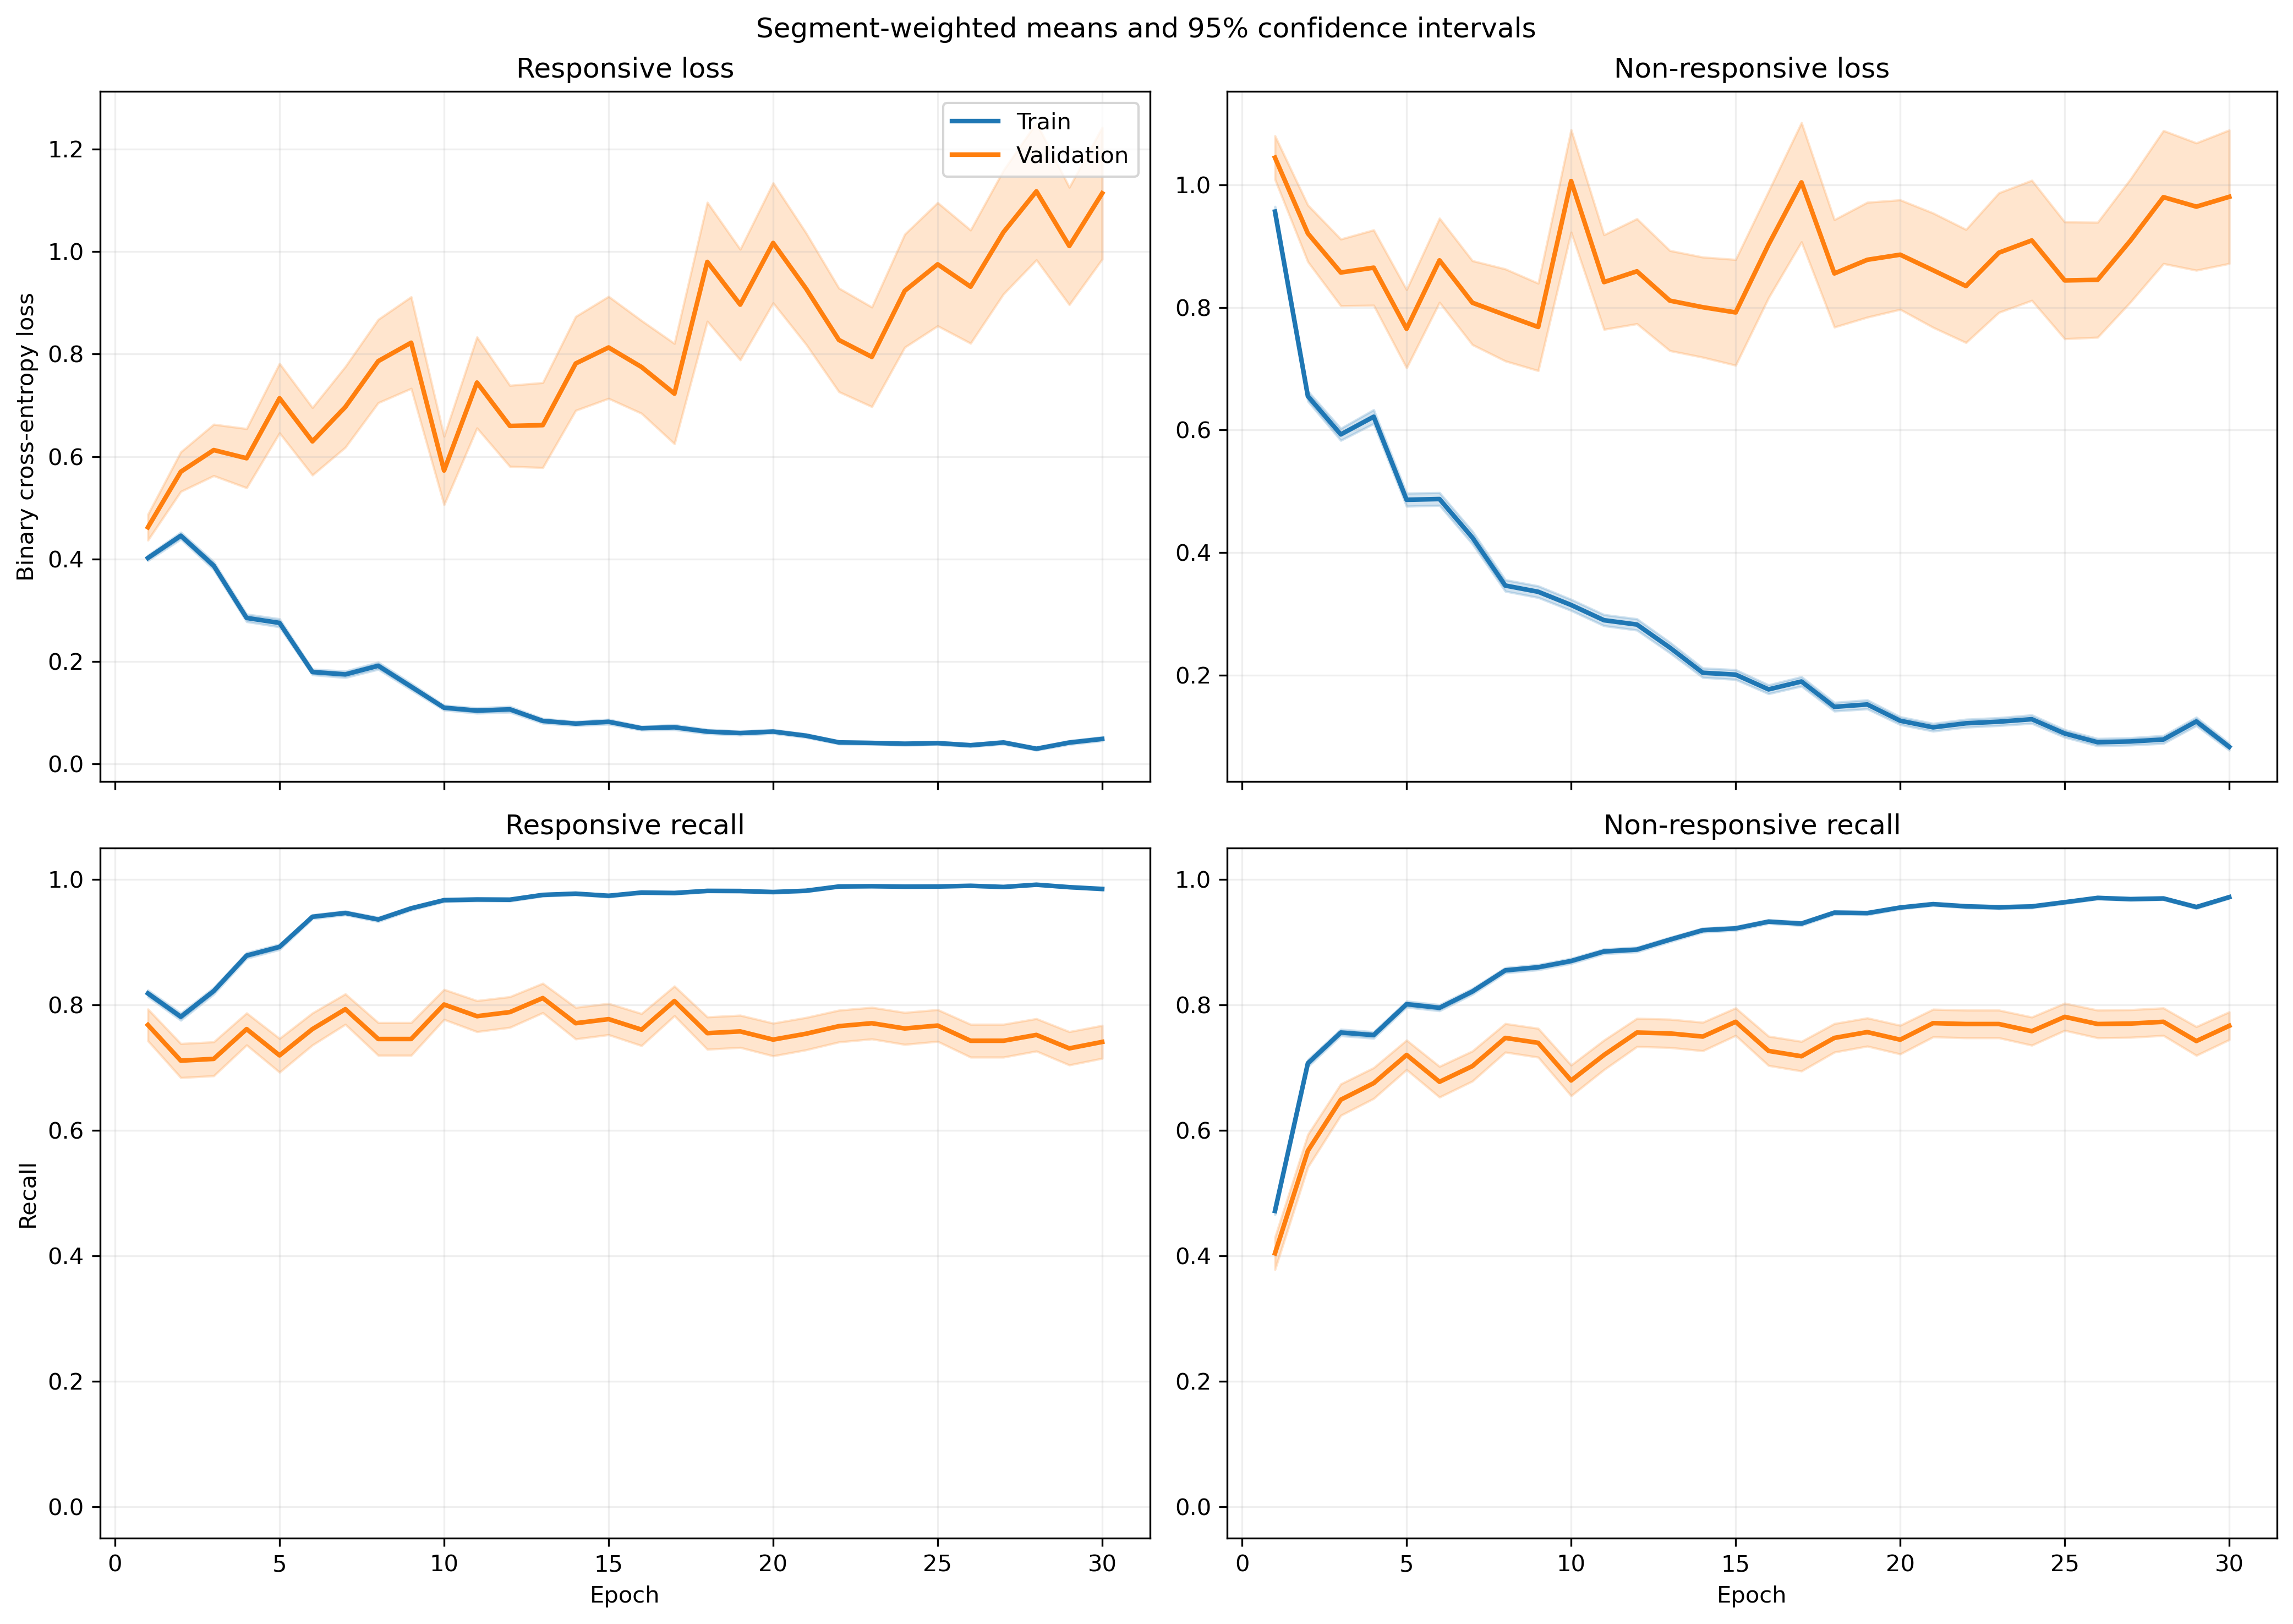 Segment-weighted means and 95% confidence intervals
Responsive loss
Non-responsive loss
Train
Validation
Binary cross-entropy loss
1.2
1.0
0.8
0.6
0.4
0.2
0.0
1.0
0.8
0.6
0.4
0.2
Responsive recall
Non-responsive recall
Recall
1.0
0.8
0.6
0.4
0.2
0.0
0 5 10 15 20 25 30
Epoch
1.0
0.8
0.6
0.4
0.2
0.0
0 5 10 15 20 25 30
Epoch